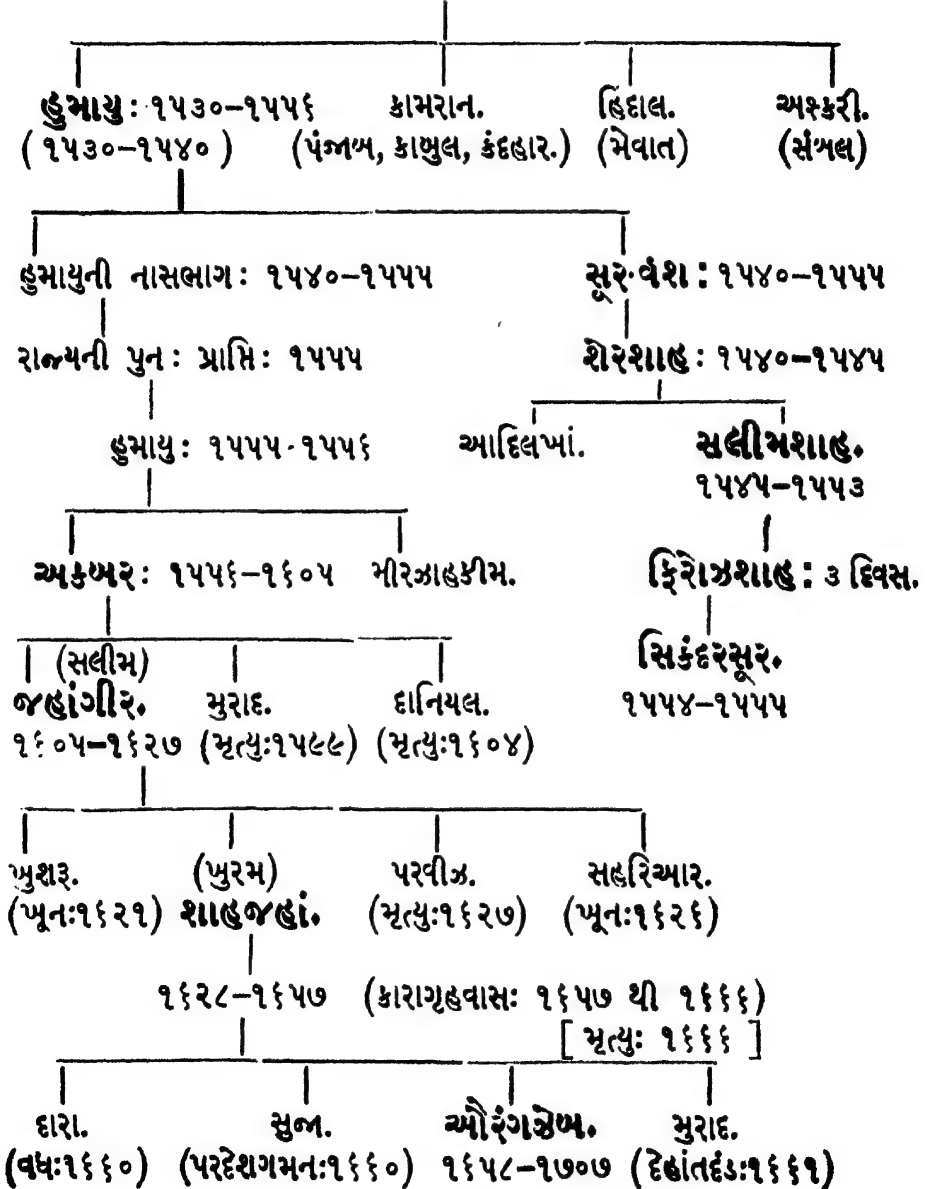 હુમાયુ: ૧૫૩૦–૧૫૫૬ કામરાન. હિંદાલ. અસ્કરી.
(૧૫૩૦–૧૫૪૦) (પંજાબ, કાબુલ, કંદહાર.) (મેવાત) (સંભલ)
હુમાયુની નાસભાગ: ૧૫૪૦–૧૫૫૫ સૂર વંશ: ૧૫૪૦–૧૫૫૫
રાજ્યની પુન: પ્રાપ્તિ: ૧૫૫૫ શેરશાહ: ૧૫૪૦–૧૫૪૫
હુમાયુ: ૧૫૫૫-૧૫૫૬ આદિલખાં. સલીમશાહ.
૧૫૪૫–૧૫૫૩
અકબર: ૧૫૫૬–૧૬૦૫ મીરઝાહકીમ. ફિરોઝશાહ: ૩ દિવસ.
(સલીમ) સિકંદરસૂર.
જહાંગીર. મુરાદ. દાનિયલ. ૧૫૫૪–૧૫૫૫
૧૬૦૫–૧૬૨૭ (મૃત્યુ:૧૫૯૯) (મૃત્યુ:૧૬૦૪)
ખુશરૂ. (ખુરમ) પરવીઝ. સહરિઆર.
(ખૂન:૧૬૨૧) શાહજહાં. (મૃત્યુ:૧૬૨૭) (ખૂન:૧૬૨૬)
૧૬૨૮–૧૬૫૭ (કારાગૃહવાસ: ૧૬૫૭ થી ૧૬૬૬)
[ મૃત્યુ: ૧૬૬૬ ]
દારા. સુજા. ઔરંગઝેબ. મુરાદ.
(વધ:૧૬૬૦) (પરદેશગમન:૧૬૬૦) ૧૬૫૮–૧૭૦૭ (દેહાંતદંડ:૧૬૬૧)